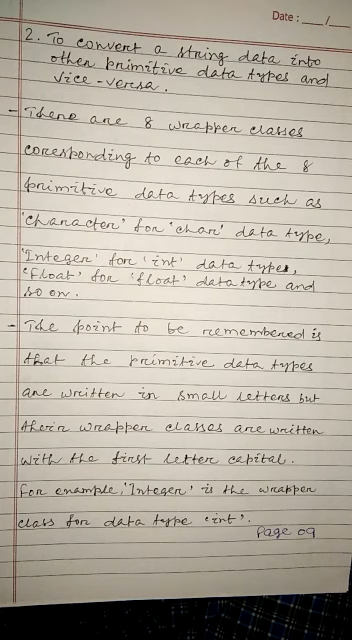 Date : ___/___
2. To convert a string data into
other primitive data types and
vice-versa.
- There are 8 wrapper classes
corresponding to each of the 8
primitive data types such as
'character' for 'char' data type,
'Integer' for 'int' data types,
'Float' for 'float' data type and
so on.
- The point to be remembered is
that the primitive data types
are written in small letters but
their wrapper classes are written
with the first letter capital.
For example, 'Integer' is the wrapper
class for data type 'int'.
Page 09